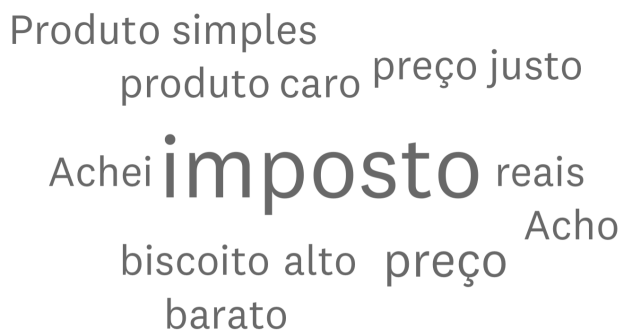 Produto simples
produto caro
preço justo
Achei
imposto
reais
Acho
biscoito alto
preço
barato